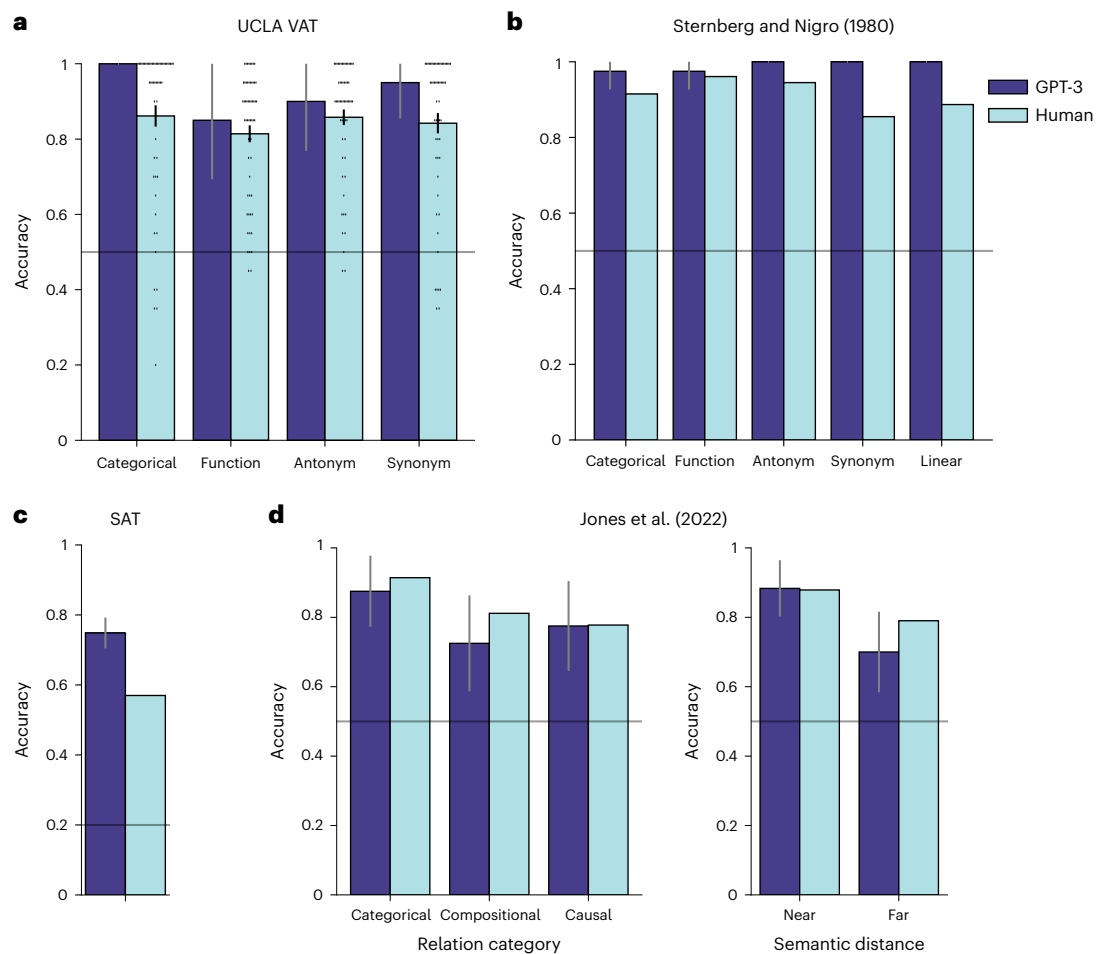 a
UCLA VAT
1
0.8
0.6
0.4
0.2
0
Accuracy
Categorical Function Antonym Synonym
b
Sternberg and Nigro (1980)
1
0.8
0.6
0.4
0.2
0
Accuracy
Categorical Function Antonym Synonym Linear
GPT-3
Human
c
SAT
1
0.8
0.6
0.4
0.2
0
Accuracy
d
Jones et al. (2022)
1
0.8
0.6
0.4
0.2
0
Accuracy
Categorical Compositional Causal
Relation category
1
0.8
0.6
0.4
0.2
0
Accuracy
Near Far
Semantic distance